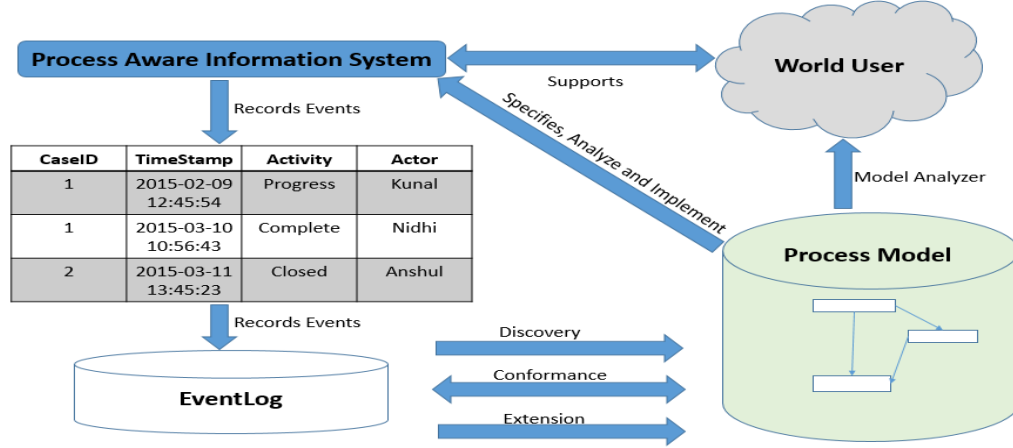 Process Aware Information System
World User
Supports
Records Events
Specifies, Analyze and Implement
CaseID TimeStamp Activity Actor
1 2015-02-09 12:45:54 Progress Kunal
1 2015-03-10 10:56:43 Complete Nidhi
2 2015-03-11 13:45:23 Closed Anshul
Model Analyzer
Process Model
Records Events
Discovery
Conformance
Extension
EventLog